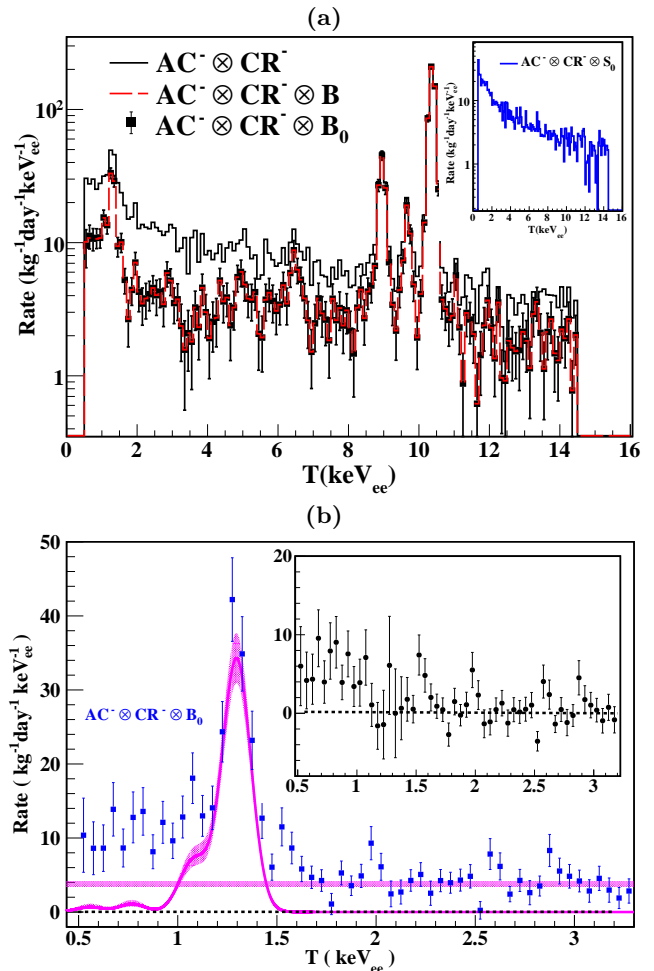 (a)
AC⁻ ⊗ CR⁻
AC⁻ ⊗ CR⁻ ⊗ B
AC⁻ ⊗ CR⁻ ⊗ B₀
Rate (kg⁻¹day⁻¹keV⁻¹ₑₑ)
10²
10
1
0 2 4 6 8 10 12 14 16
T(keVₑₑ)
AC⁻ ⊗ CR⁻ ⊗ S₀
Rate (kg⁻¹day⁻¹keV⁻¹ₑₑ)
10
1
0 2 4 6 8 10 12 14 16
T(keVₑₑ)
(b)
AC⁻ ⊗ CR⁻ ⊗ B₀
Rate ( kg⁻¹day⁻¹ keV⁻¹ₑₑ )
50
40
30
20
10
0
0.5 1 1.5 2 2.5 3
T ( keVₑₑ )
20
10
0
0.5 1 1.5 2 2.5 3